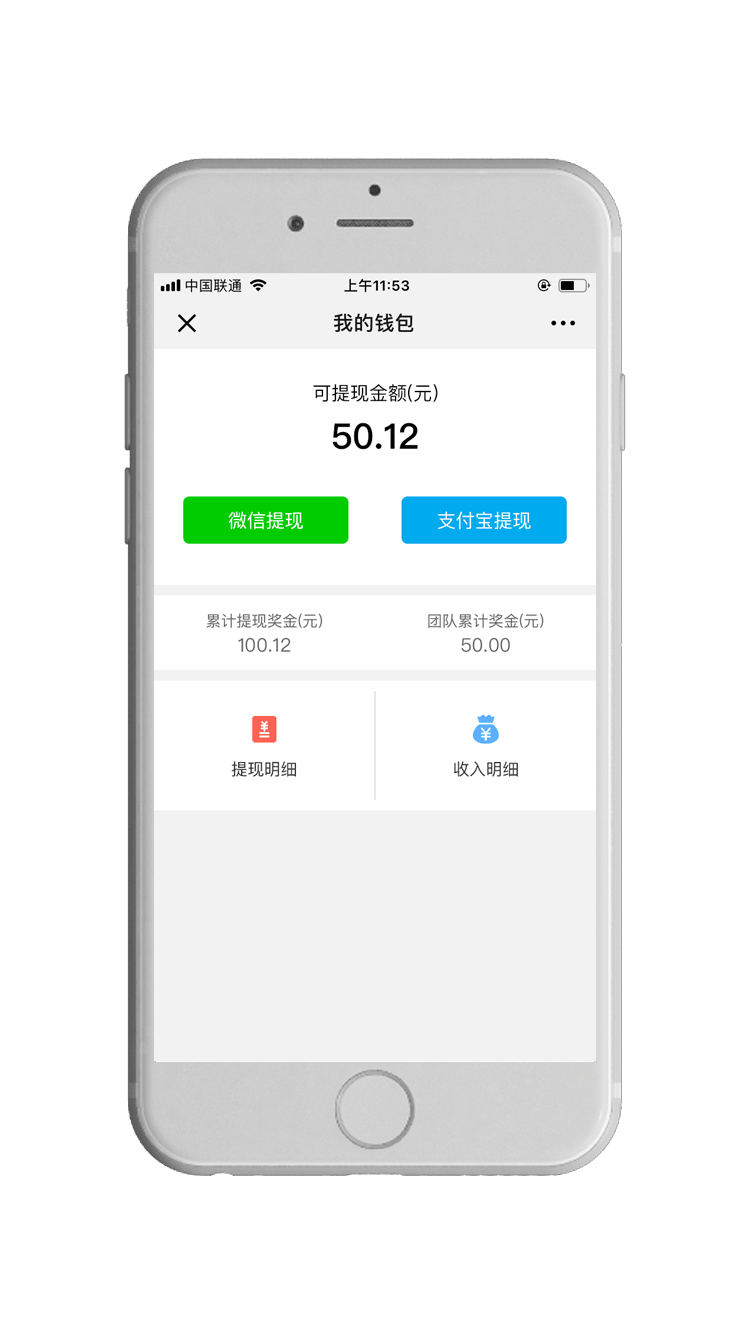 中国联通 上午11:53
我的钱包
可提现金额(元)
50.12
微信提现 支付宝提现
累计提现奖金(元) 团队累计奖金(元)
100.12 50.00
提现明细 收入明细